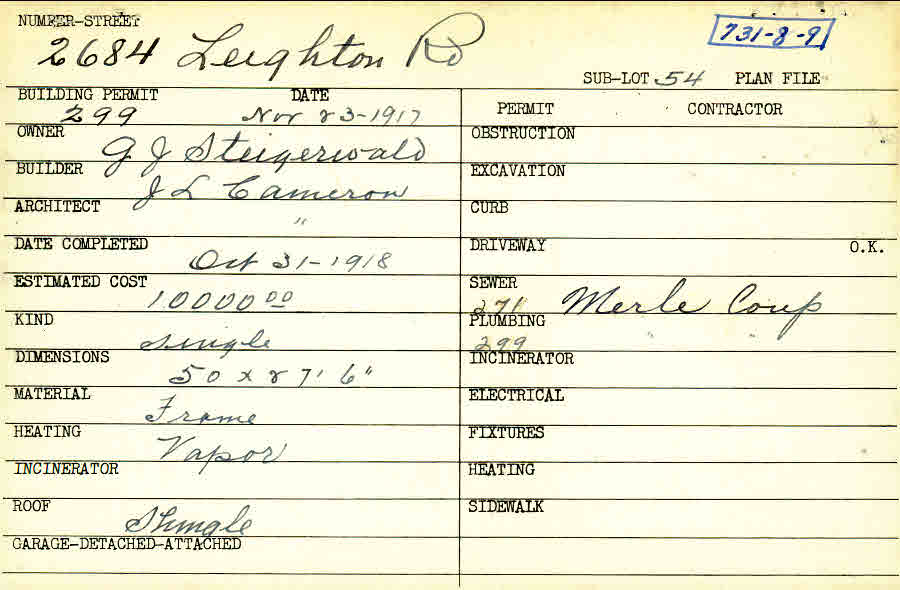 NUMBER-STREET
2684 Leighton Rd
731-8-9
SUB-LOT 54 PLAN FILE
BUILDING PERMIT DATE
299 Nov 23-1917
OWNER
G J Steigerwald
BUILDER
J L Cameron
ARCHITECT
"
DATE COMPLETED
Oct 31-1918
ESTIMATED COST
10000 00
KIND
single
DIMENSIONS
50 x 27' 6"
MATERIAL
Frame
HEATING
Vapor
INCINERATOR
ROOF
Shingle
GARAGE-DETACHED-ATTACHED
PERMIT CONTRACTOR
OBSTRUCTION
EXCAVATION
CURB
DRIVEWAY O.K.
SEWER
271 Merle Coup
PLUMBING
299 " "
INCINERATOR
ELECTRICAL
FIXTURES
HEATING
SIDEWALK